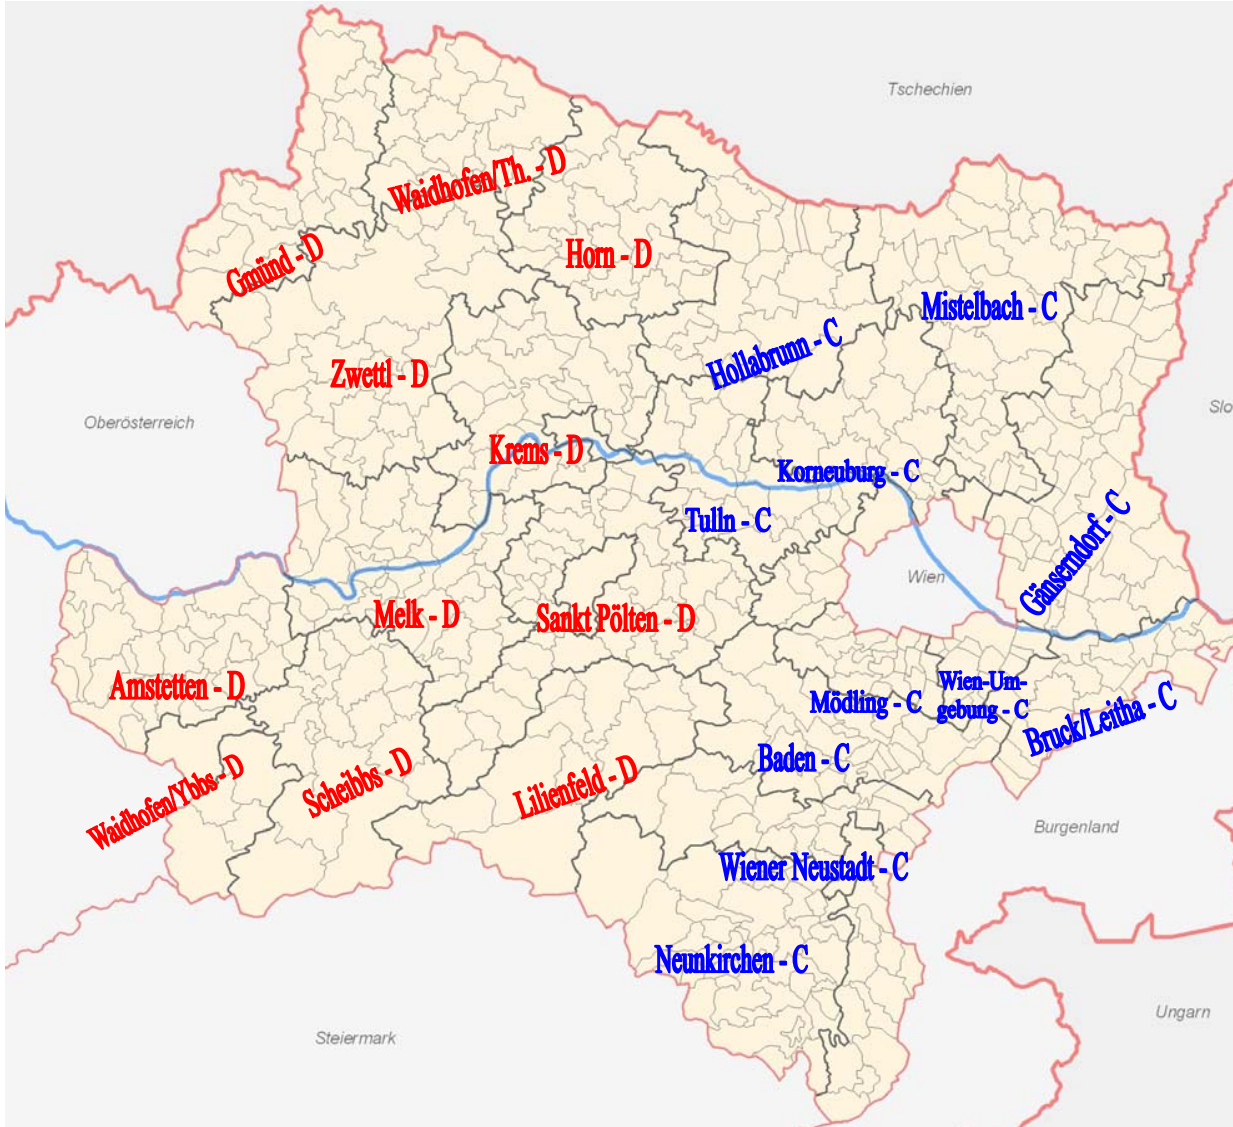 Tschechien
Waidhofen/Th. - D
Gmünd - D
Horn - D
Mistelbach - C
Hollabrunn - C
Zwettl - D
Oberösterreich
Slo
Krems - D
Korneuburg - C
Tulln - C
Gänserndorf - C
Wien
Melk - D
Sankt Pölten - D
Amstetten - D
Mödling - C
Wien-Um-
gebung - C
Bruck/Leitha - C
Baden - C
Waidhofen/Ybbs - D
Scheibbs - D
Lilienfeld - D
Burgenland
Wiener Neustadt - C
Neunkirchen - C
Ungarn
Steiermark